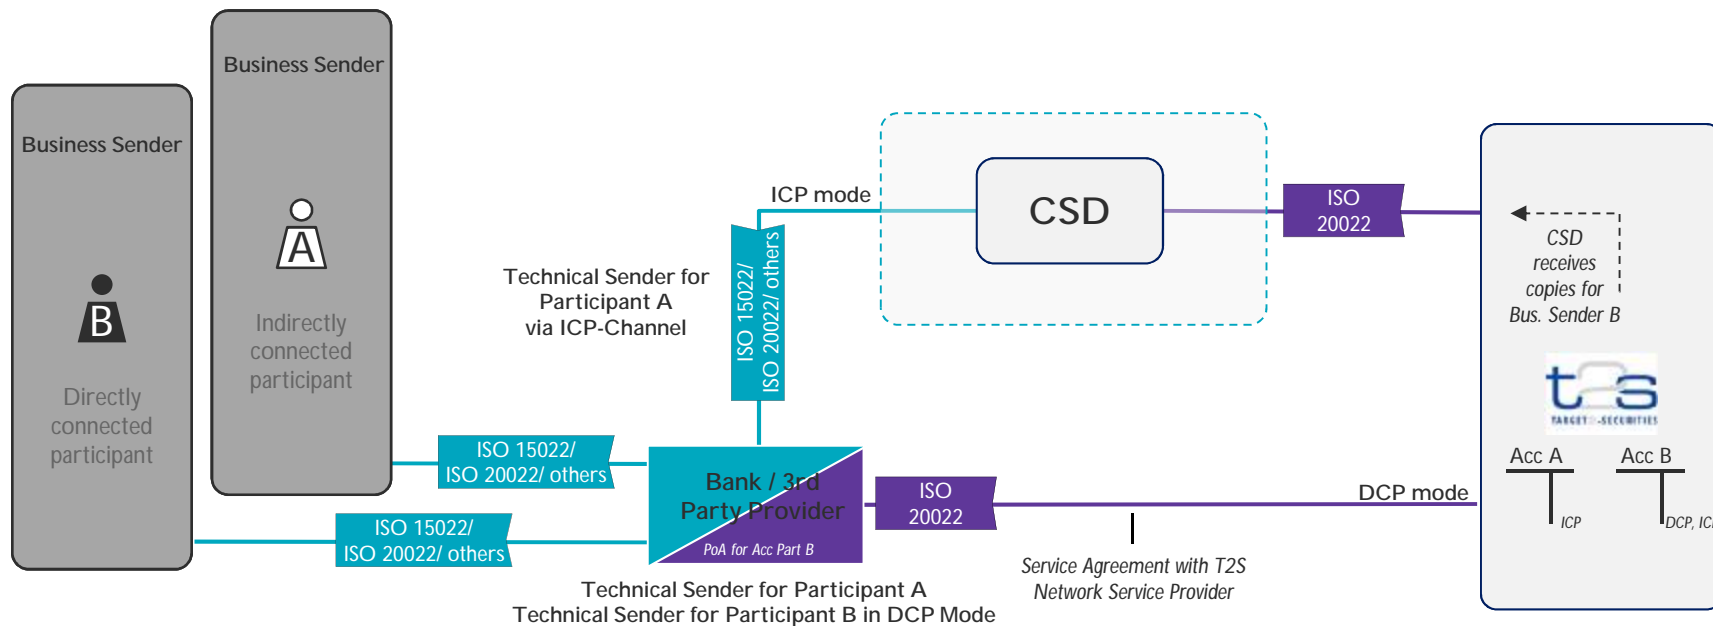 Business Sender
B
Directly
connected
participant
Business Sender
A
Indirectly
connected
participant
ISO 15022/
ISO 20022/ others
ISO 15022/
ISO 20022/ others
Technical Sender for
Participant A
via ICP-Channel
ICP mode
ISO 15022/
ISO 20022/ others
Bank / 3rd
Party Provider
PoA for Acc Part B
Technical Sender for Participant A
Technical Sender for Participant B in DCP Mode
CSD
ISO
20022
ISO
20022
DCP mode
Service Agreement with T2S
Network Service Provider
CSD
receives
copies for
Bus. Sender B
t2s
TARGET2-SECURITIES
Acc A
ICP
Acc B
DCP, ICP